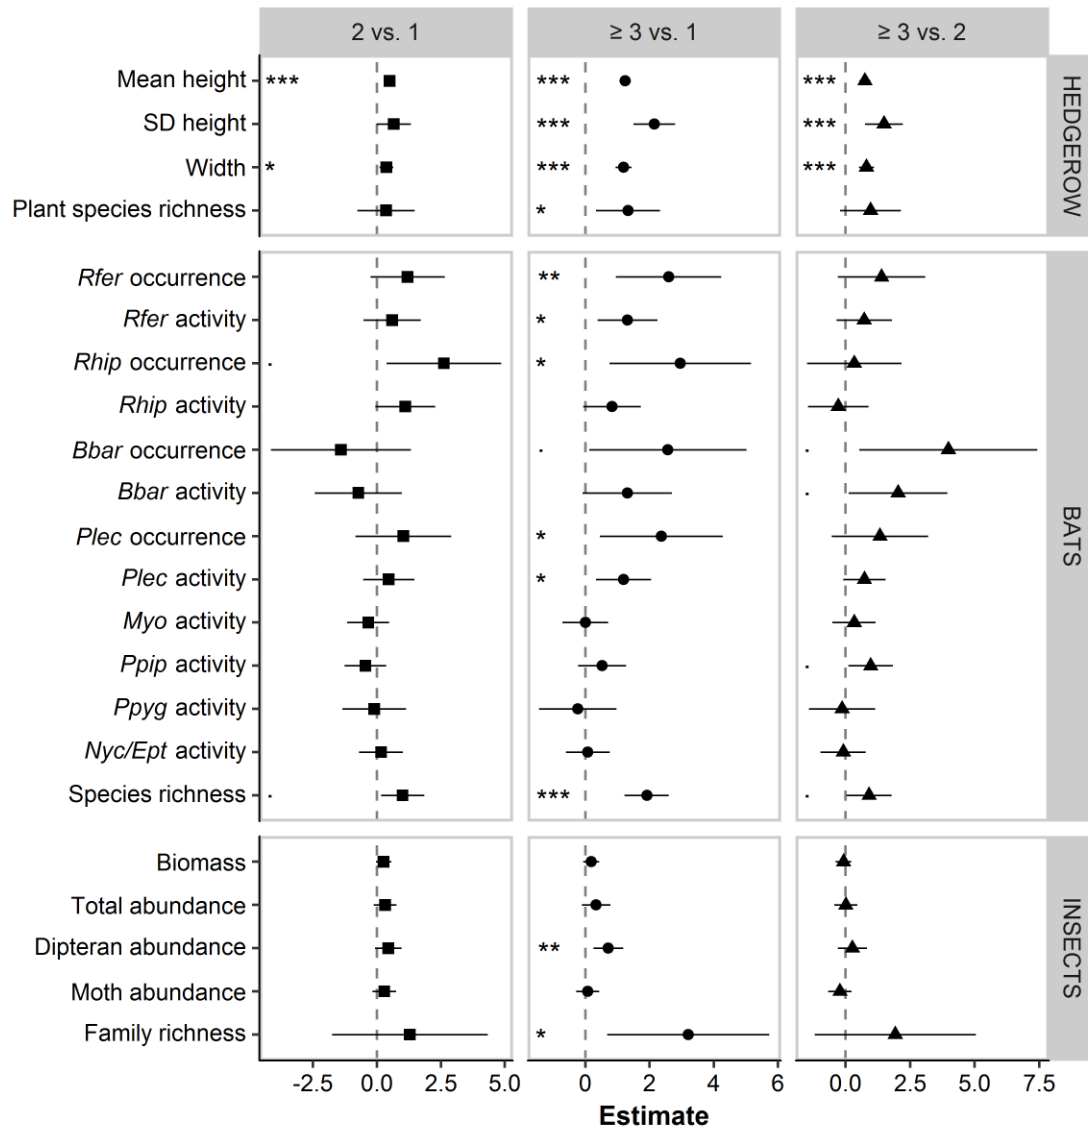 2 vs. 1 ≥ 3 vs. 1 ≥ 3 vs. 2
HEDGEROW
Mean height *** *** ***
SD height *** ***
Width * *** ***
Plant species richness *
BATS
Rfer occurrence **
Rfer activity *
Rhip occurrence . *
Rhip activity
Bbar occurrence . .
Bbar activity .
Plec occurrence *
Plec activity *
Myo activity
Ppip activity .
Ppyg activity
Nyc/Ept activity
Species richness . *** .
INSECTS
Biomass
Total abundance
Dipteran abundance **
Moth abundance
Family richness *
-2.5 0.0 2.5 5.0 0 2 4 6 0.0 2.5 5.0 7.5
Estimate